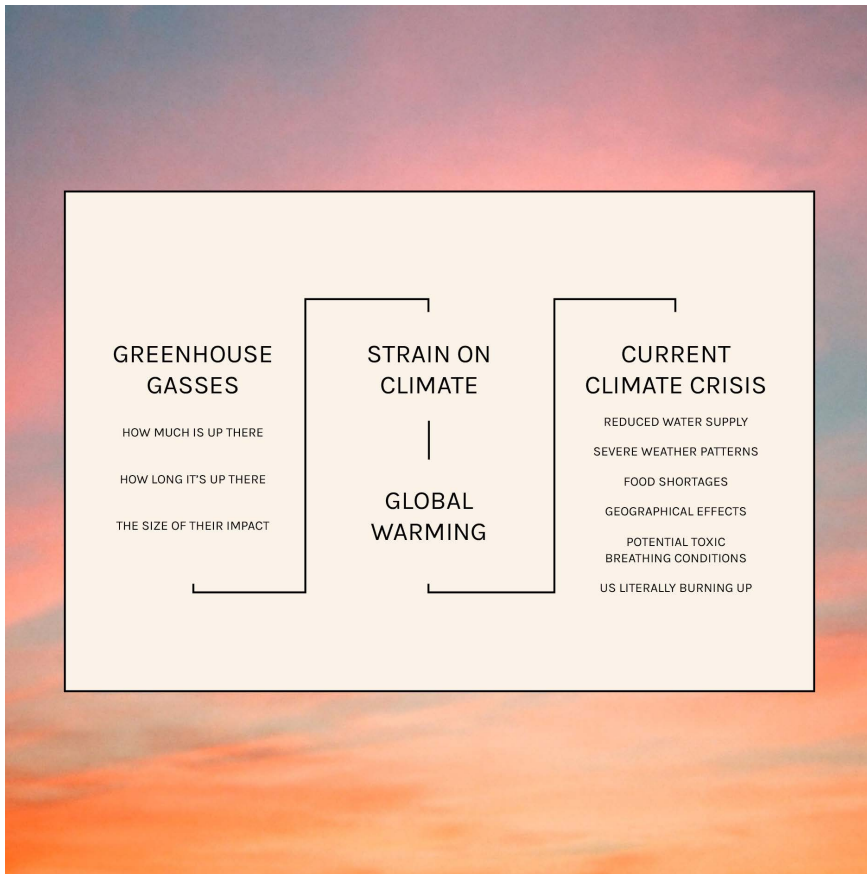 GREENHOUSE
GASSES
HOW MUCH IS UP THERE
HOW LONG IT'S UP THERE
THE SIZE OF THEIR IMPACT
STRAIN ON
CLIMATE
GLOBAL
WARMING
CURRENT
CLIMATE CRISIS
REDUCED WATER SUPPLY
SEVERE WEATHER PATTERNS
FOOD SHORTAGES
GEOGRAPHICAL EFFECTS
POTENTIAL TOXIC
BREATHING CONDITIONS
US LITERALLY BURNING UP